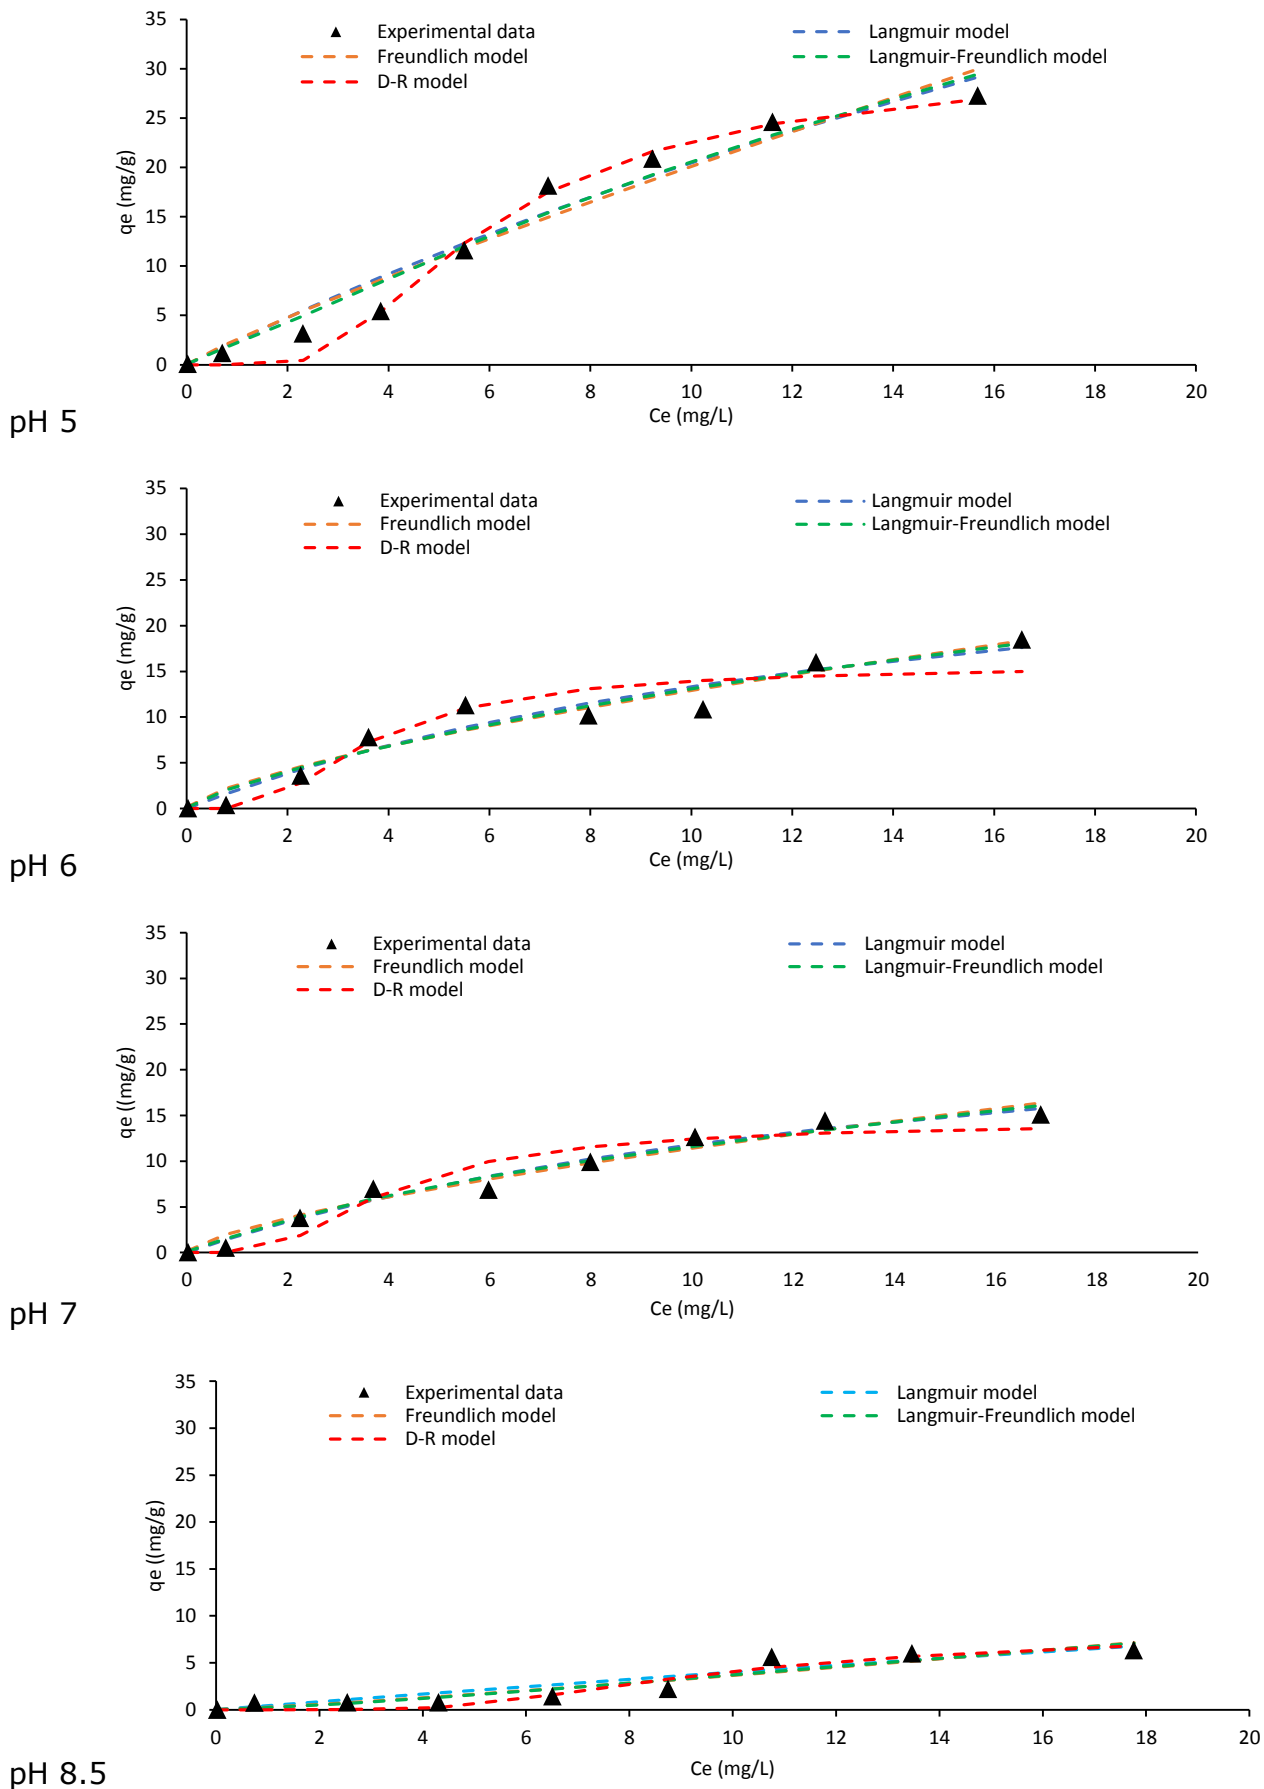 35
30
25
20
15
10
5
0
qe (mg/g)
Experimental data
Langmuir model
Freundlich model
Langmuir-Freundlich model
D-R model
0 2 4 6 8 10 12 14 16 18 20
Ce (mg/L)
pH 5
35
30
25
20
15
10
5
0
qe (mg/g)
Experimental data
Langmuir model
Freundlich model
Langmuir-Freundlich model
D-R model
0 2 4 6 8 10 12 14 16 18 20
Ce (mg/L)
pH 6
35
30
25
20
15
10
5
0
qe ((mg/g)
Experimental data
Langmuir model
Freundlich model
Langmuir-Freundlich model
D-R model
0 2 4 6 8 10 12 14 16 18 20
Ce (mg/L)
pH 7
35
30
25
20
15
10
5
0
qe ((mg/g)
Experimental data
Langmuir model
Freundlich model
Langmuir-Freundlich model
D-R model
0 2 4 6 8 10 12 14 16 18 20
Ce (mg/L)
pH 8.5